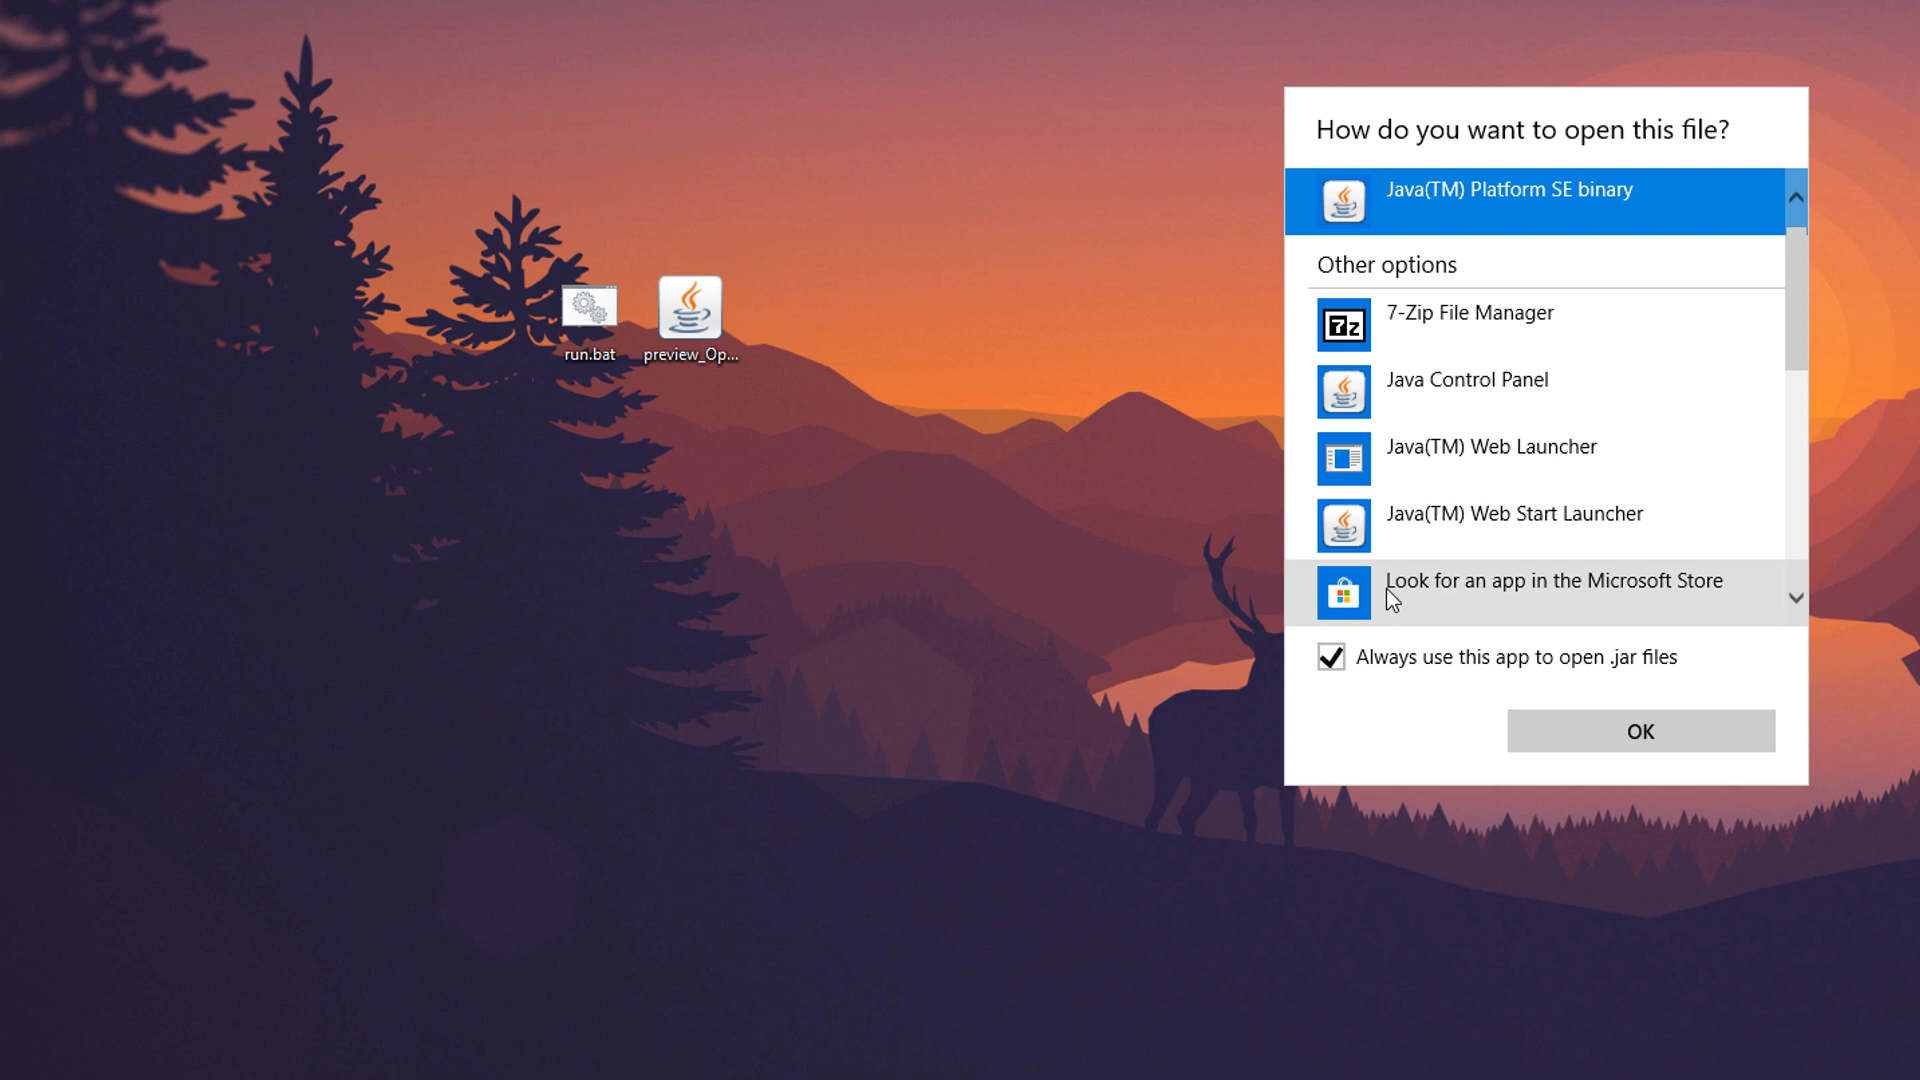 How do you want to open this file?
Java(TM) Platform SE binary
Other options
7z
7-Zip File Manager
Java Control Panel
Java(TM) Web Launcher
Java(TM) Web Start Launcher
Look for an app in the Microsoft Store
Always use this app to open .jar files
OK
run.bat
preview_Op...